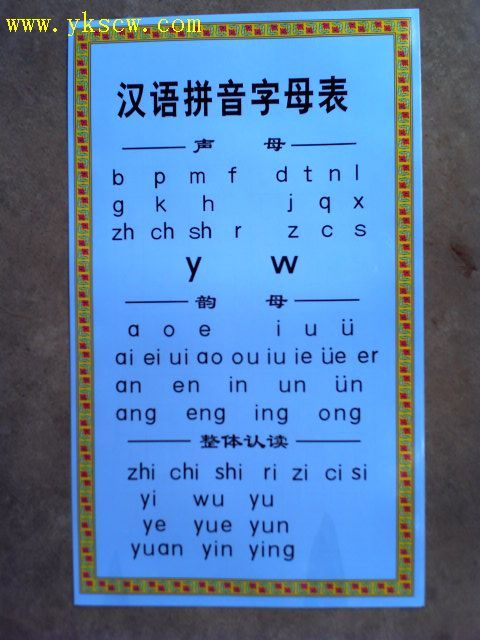 www.ykscw.com
汉语拼音字母表
声 母
b p m f d t n l
g k h j q x
zh ch sh r z c s
y w
韵 母
a o e i u ü
ai ei ui ao ou iu ie üe er
an en in un ün
ang eng ing ong
整体认读
zhi chi shi ri zi ci si
yi wu yu
ye yue yun
yuan yin ying